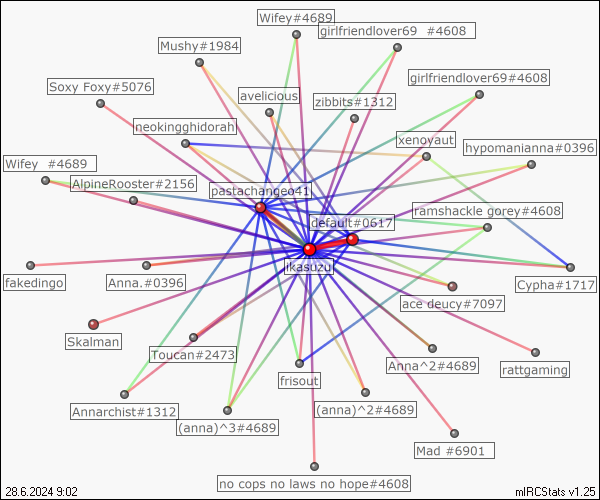 Wifey#4689
girlfriendlover69 #4608
Mushy#1984
girlfriendlover69#4608
Soxy Foxy#5076
avelicious
zibbits#1312
neokingghidorah
xenoyaut
hypomanianna#0396
Wifey #4689
AlpineRooster#2156
pastachangeo41
ramshackle gorey#4608
default#0617
ikasuzu
fakedingo
Anna.#0396
Cypha#1717
ace deucy#7097
Skalman
Toucan#2473
Anna^2#4689
rattgaming
frisout
Annarchist#1312
(anna)^2#4689
(anna)^3#4689
Mad #6901
no cops no laws no hope#4608
28.6.2024 9:02
mIRCStats v1.25